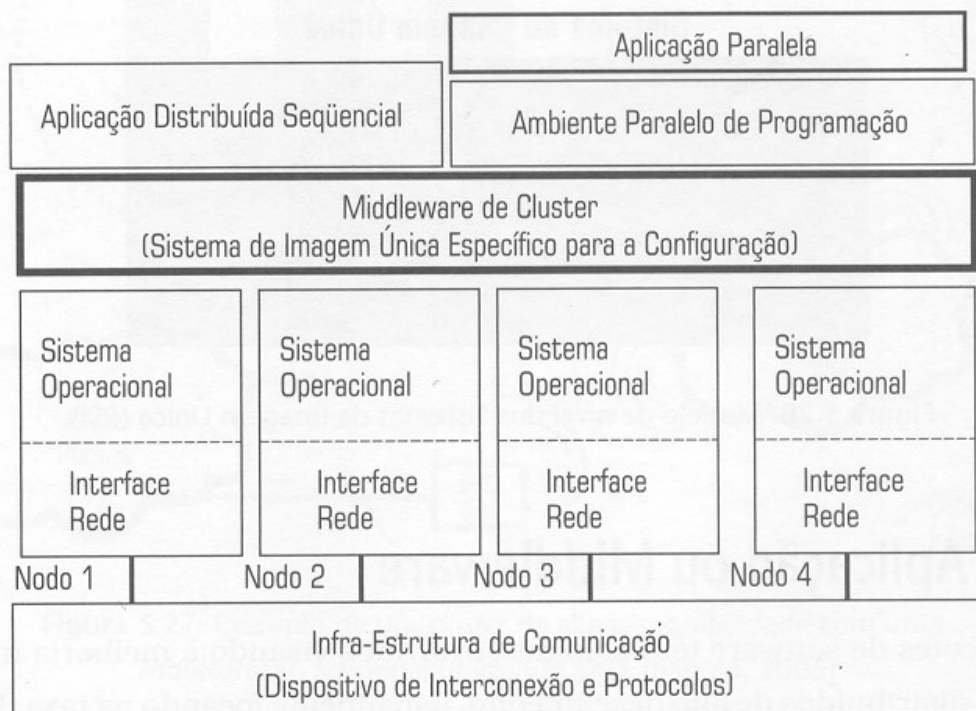 Aplicação Paralela
Aplicação Distribuída Seqüencial
Ambiente Paralelo de Programação
Middleware de Cluster
(Sistema de Imagem Única Específico para a Configuração)
Sistema
Operacional
Interface
Rede
Nodo 1
Sistema
Operacional
Interface
Rede
Nodo 2
Sistema
Operacional
Interface
Rede
Nodo 3
Sistema
Operacional
Interface
Rede
Nodo 4
Infra-Estrutura de Comunicação
(Dispositivo de Interconexão e Protocolos)